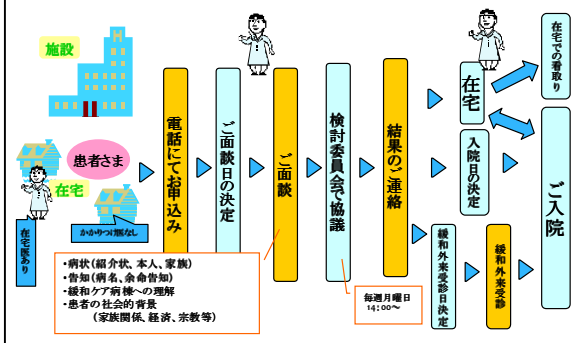 施設
患者さま
在宅
在宅医あり
かかりつけ医なし
電話にてお申込み
ご面談日の決定
ご面談
検討委員会で協議
結果のご連絡
・病状(紹介状、本人、家族)
・告知(病名、余命告知)
・緩和ケア病棟への理解
・患者の社会的背景
(家族関係、経済、宗教等)
毎週月曜日
14:00～
在宅
入院日の決定
緩和外来受診日決定
緩和外来受診
在宅での看取り
ご入院